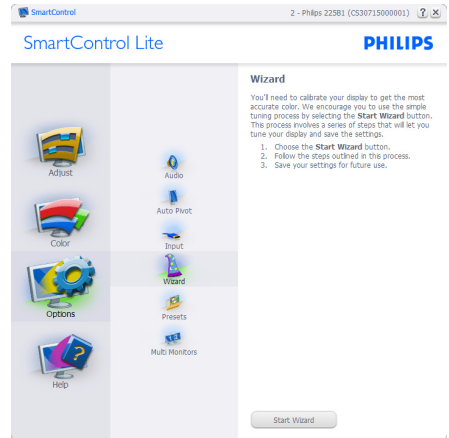 SmartControl
2 - Philips 225B1 (CS30715000001) ? X
SmartControl Lite
PHILIPS
Adjust
Color
Options
Help
Audio
Auto Pivot
Input
Wizard
Presets
Multi Monitors
Wizard
You'll need to calibrate your display to get the most
accurate color. We encourage you to use the simple
tuning process by selecting the Start Wizard button.
This process involves a series of steps that will let you
tune your display and save the settings.
1. Choose the Start Wizard button.
2. Follow the steps outlined in this process.
3. Save your settings for future use.
Start Wizard